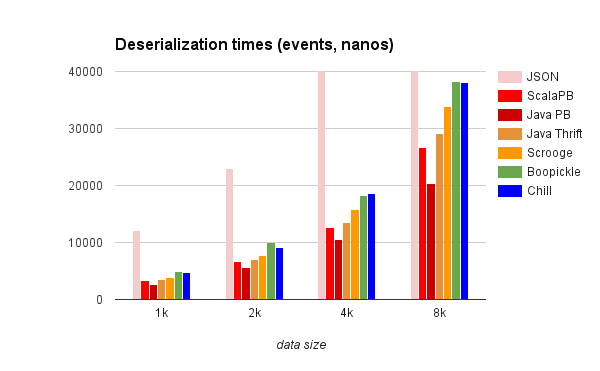 Deserialization times (events, nanos)
40000
30000
20000
10000
0
1k
2k
4k
8k
data size
JSON
ScalaPB
Java PB
Java Thrift
Scrooge
Boopickle
Chill